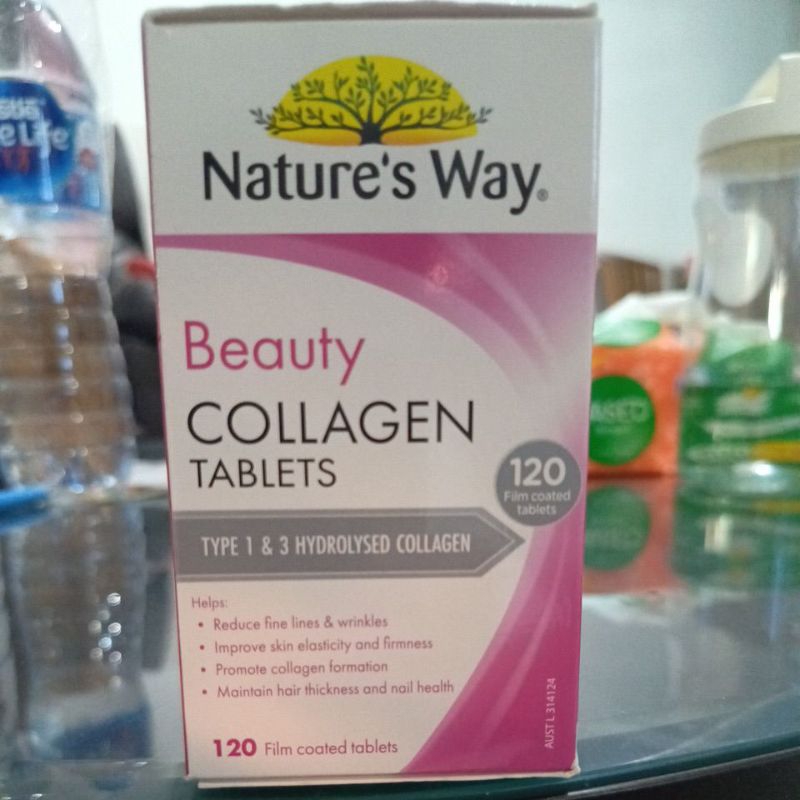 Nature's Way®
Beauty
COLLAGEN
TABLETS
120
Film coated
tablets
TYPE 1 & 3 HYDROLYSED COLLAGEN
Helps:
• Reduce fine lines & wrinkles
• Improve skin elasticity and firmness
• Promote collagen formation
• Maintain hair thickness and nail health
120 Film coated tablets
AUST L 314124